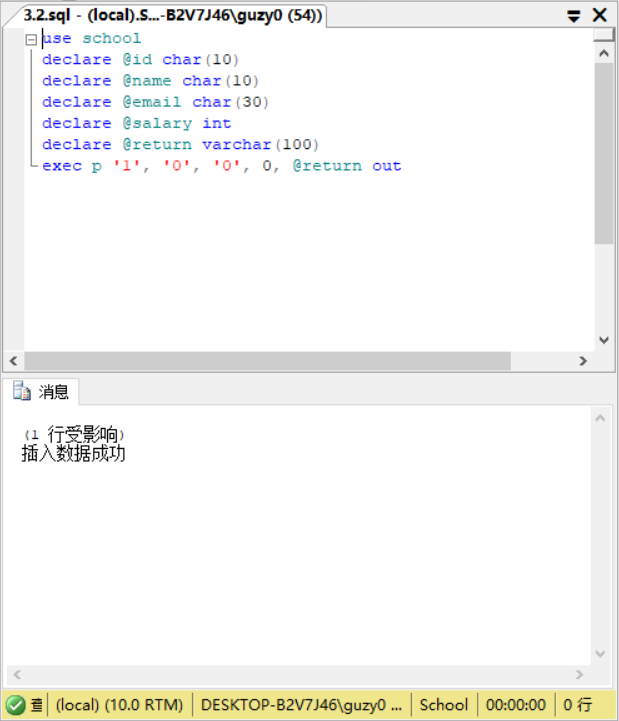 3.2.sql - (local).S...-B2V7J46\guzy0 (54))
use school
declare @id char(10)
declare @name char(10)
declare @email char(30)
declare @salary int
declare @return varchar(100)
exec p '1', '0', '0', 0, @return out
消息
(1 行受影响)
插入数据成功
(local) (10.0 RTM) DESKTOP-B2V7J46\guzy0 ... School 00:00:00 0 行